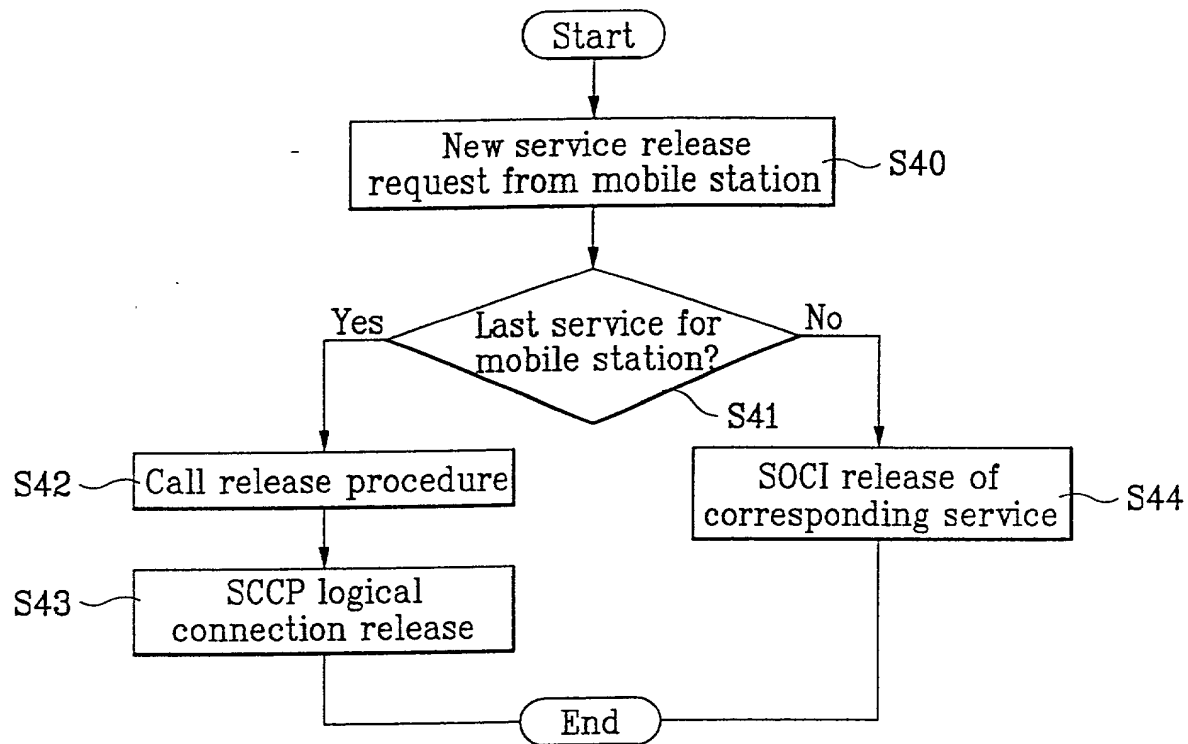 Start
New service release
request from mobile station
S40
Yes
Last service for
mobile station?
No
S41
S42
Call release procedure
SOCI release of
corresponding service
S44
S43
SCCP logical
connection release
End